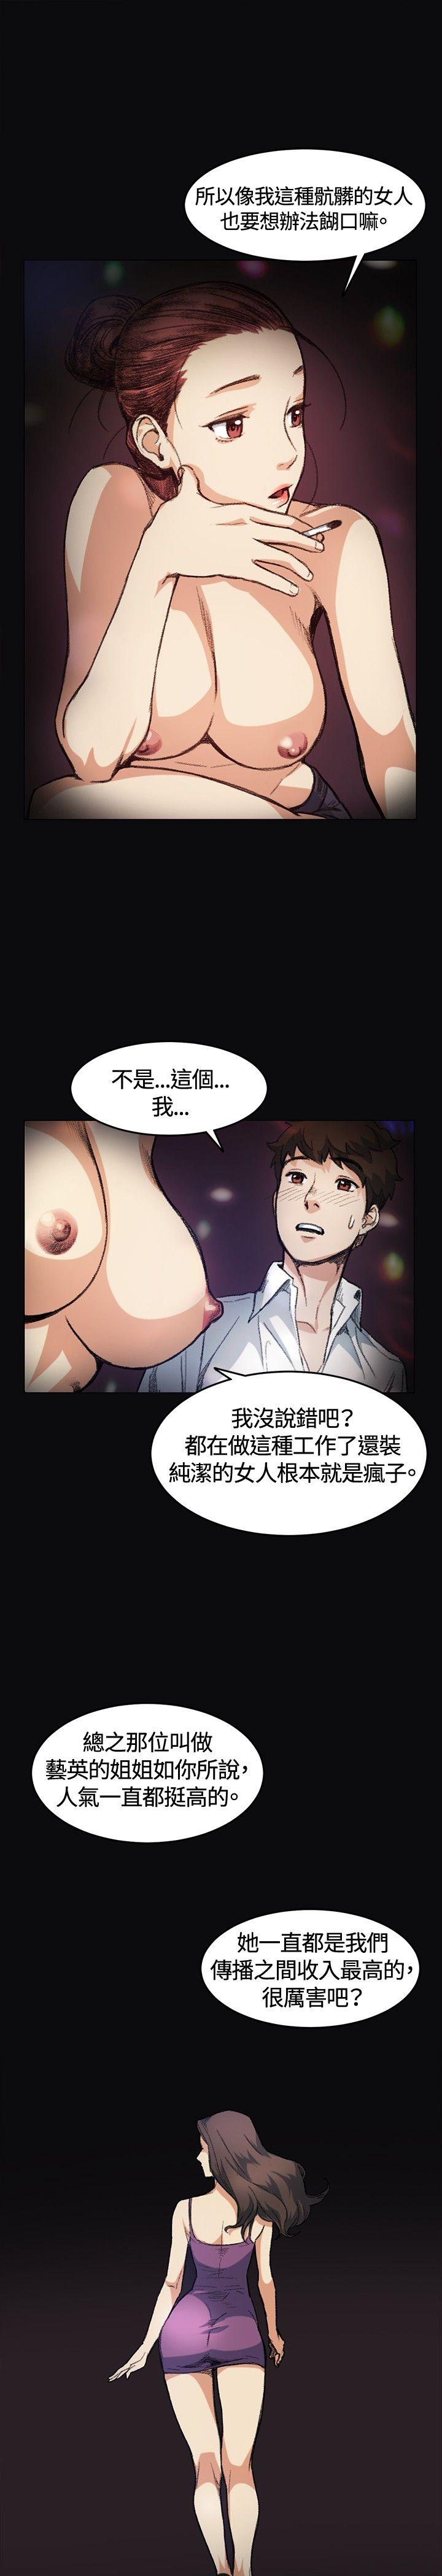 所以像我這種骯髒的女人
也要想辦法餬口嘛。
不是...這個...
我...
我沒說錯吧?
都在做這種工作了還裝
純潔的女人根本就是瘋子。
總之那位叫做
藝英的姐姐如你所說，
人氣一直都挺高的。
她一直都是我們
傳播之間收入最高的，
很厲害吧?